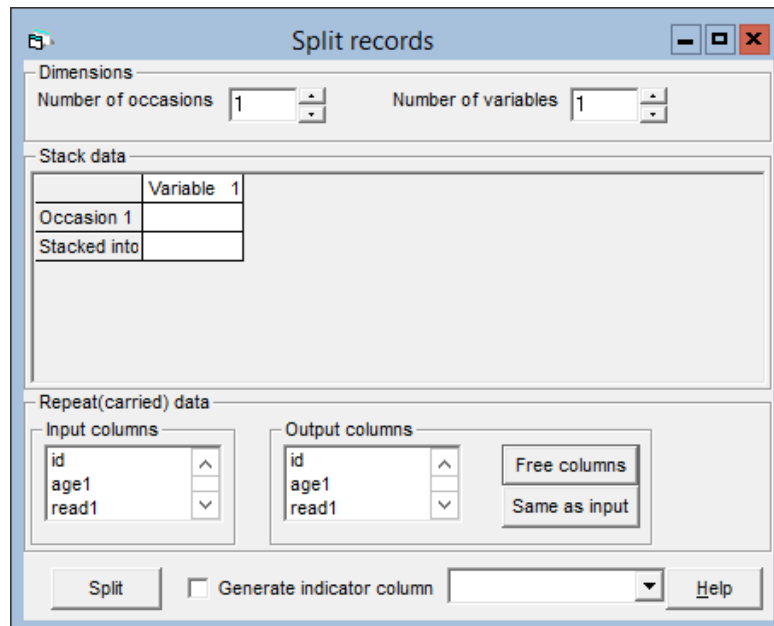 Split records
Dimensions
Number of occasions 1 Number of variables 1
Stack data
Variable 1
Occasion 1
Stacked into
Repeat(carried) data
Input columns
id
age1
read1
Output columns
id
age1
read1
Free columns
Same as input
Split Generate indicator column Help